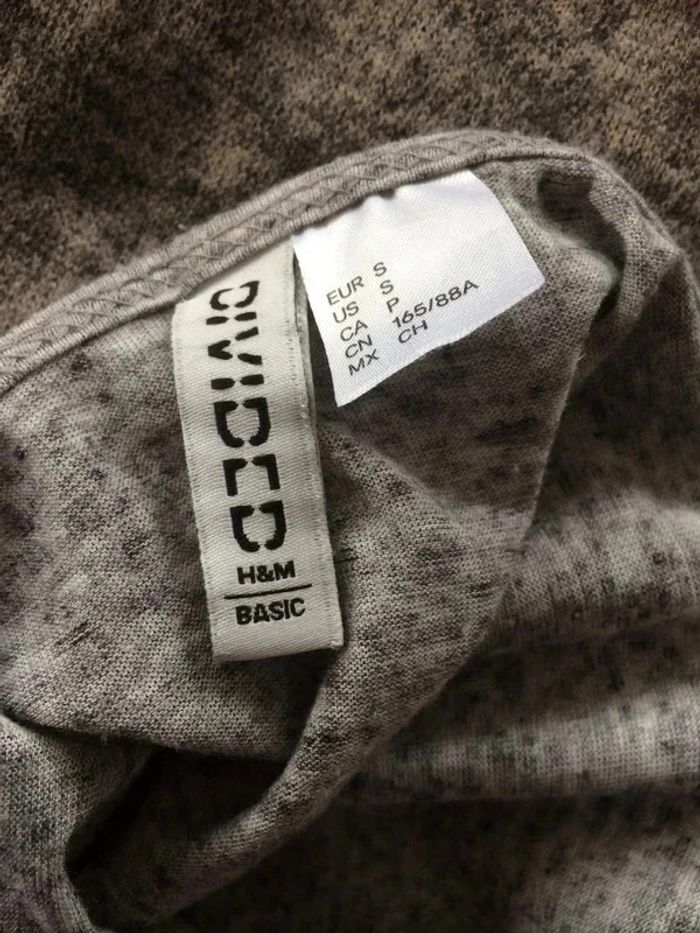 DIVIDED
H&M
BASIC
EUR S
US S
CA P
CN 165/88A
MX CH